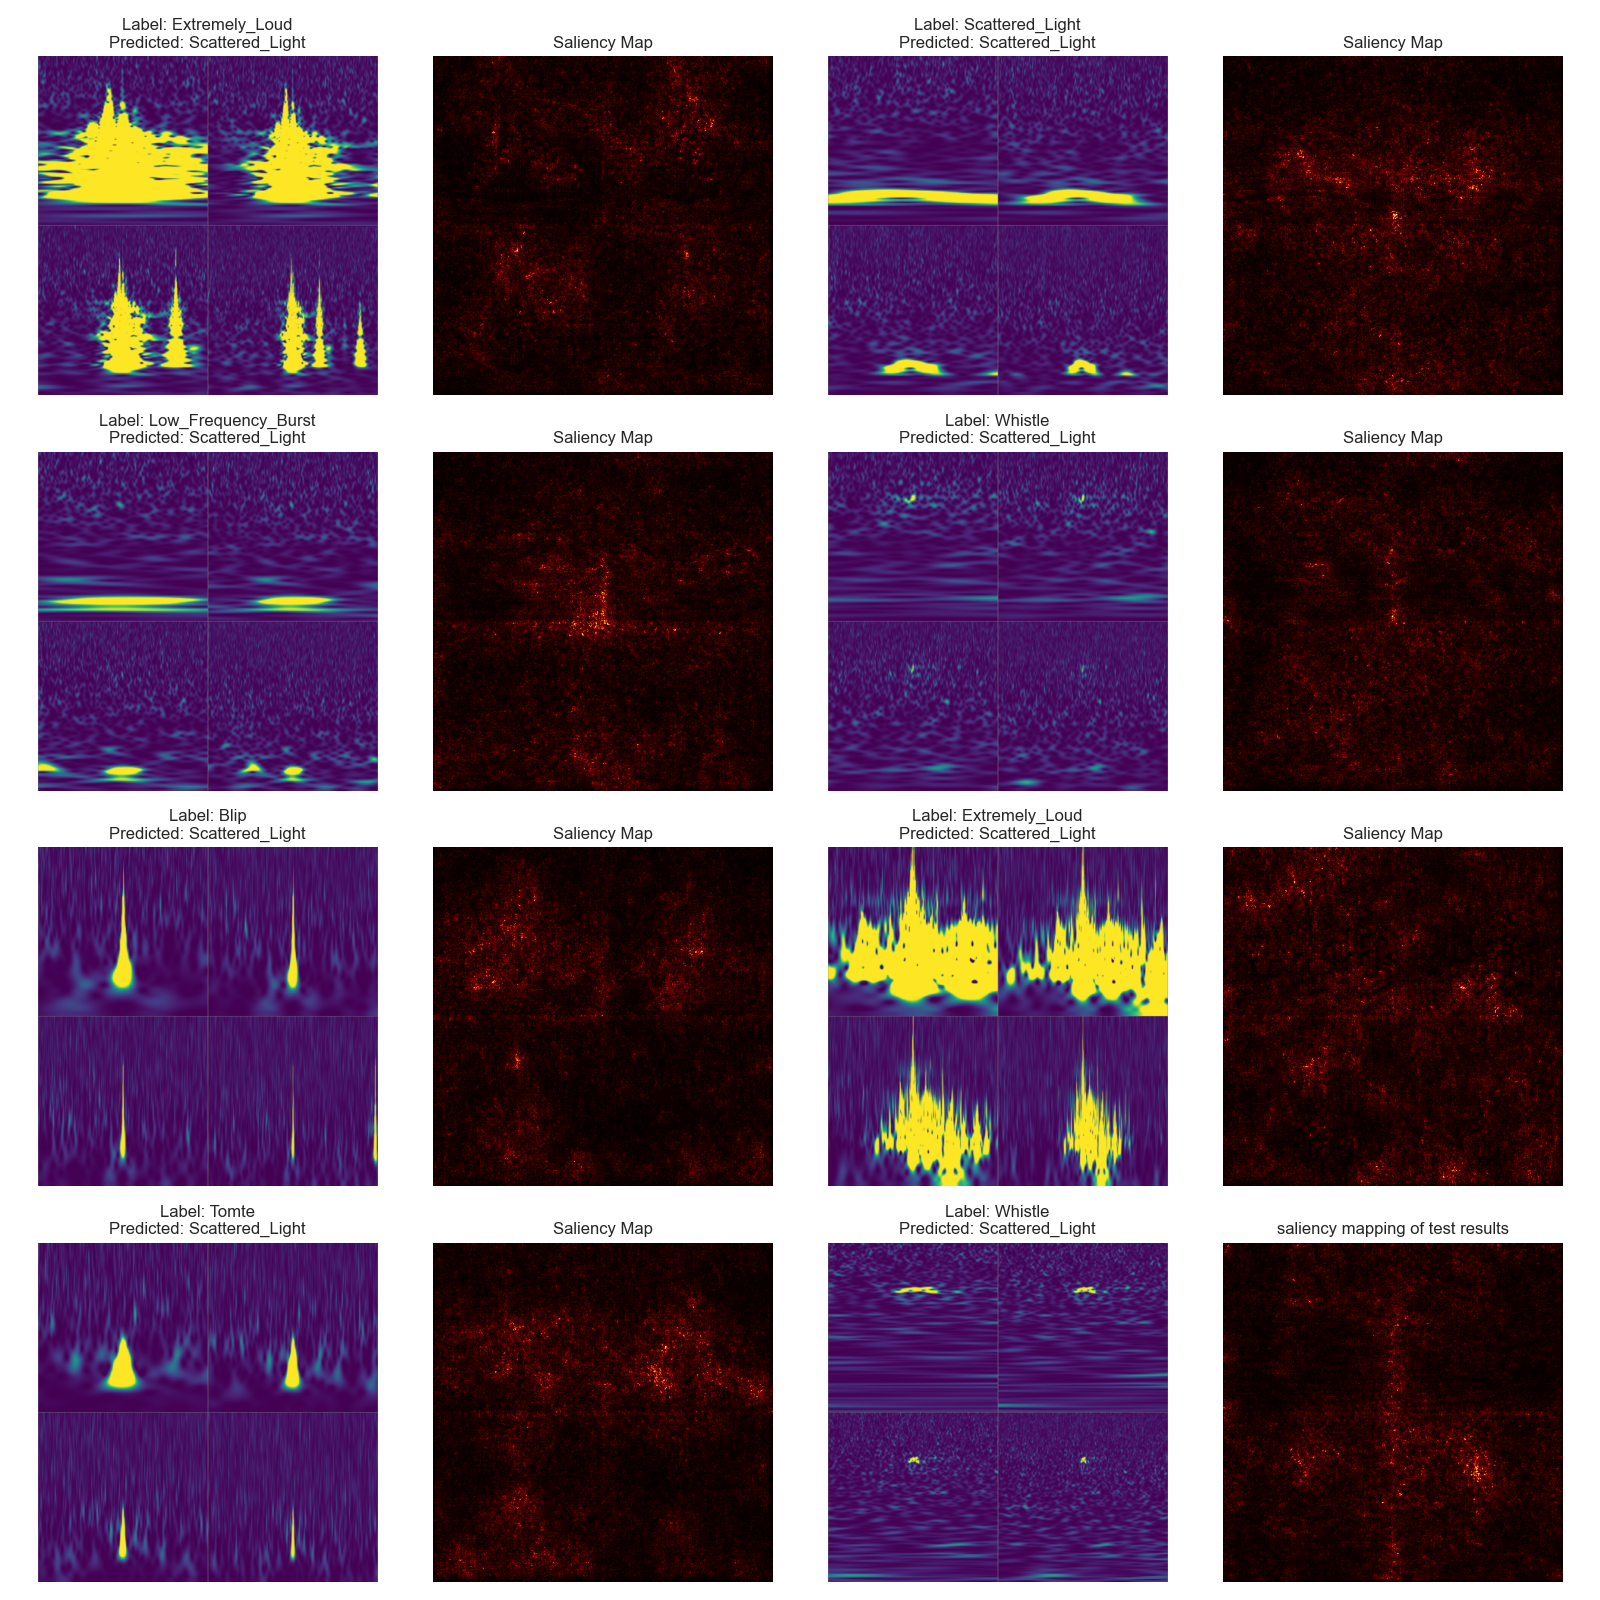 Label: Extremely_Loud
Predicted: Scattered_Light
Saliency Map
Label: Scattered_Light
Predicted: Scattered_Light
Saliency Map
Label: Low_Frequency_Burst
Predicted: Scattered_Light
Saliency Map
Label: Whistle
Predicted: Scattered_Light
Saliency Map
Label: Blip
Predicted: Scattered_Light
Saliency Map
Label: Extremely_Loud
Predicted: Scattered_Light
Saliency Map
Label: Tomte
Predicted: Scattered_Light
Saliency Map
Label: Whistle
Predicted: Scattered_Light
saliency mapping of test results